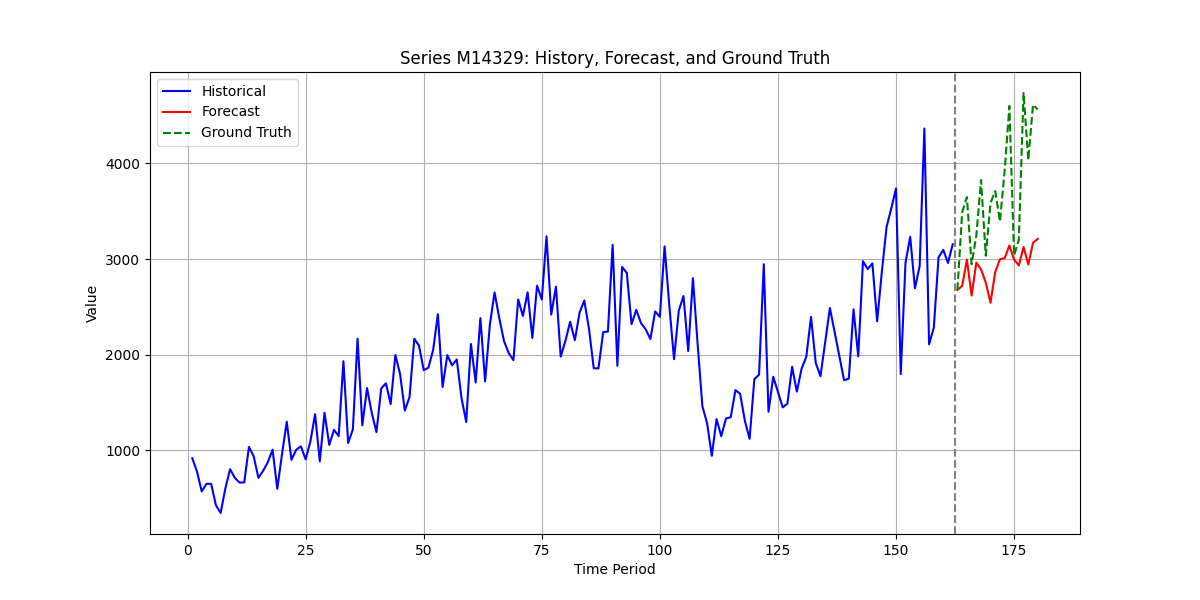 Series M14329: History, Forecast, and Ground Truth
Historical
Forecast
Ground Truth
Value
4000
3000
2000
1000
0 25 50 75 100 125 150 175
Time Period